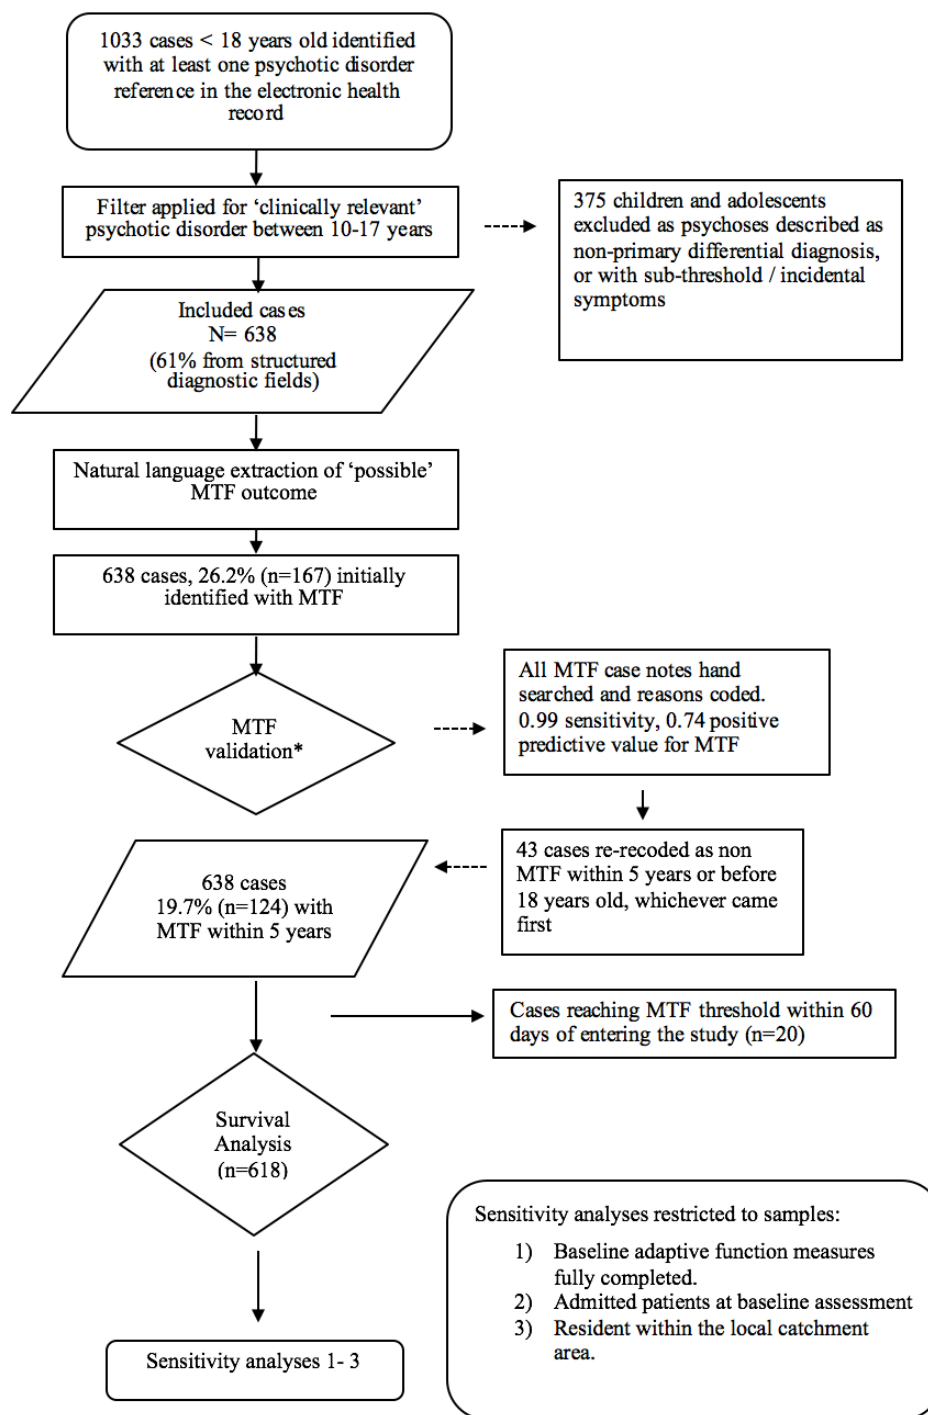 1033 cases < 18 years old identified
with at least one psychotic disorder
reference in the electronic health
record
Filter applied for ‘clinically relevant’
psychotic disorder between 10-17 years
375 children and adolescents
excluded as psychoses described as
non-primary differential diagnosis,
or with sub-threshold / incidental
symptoms
Included cases
N= 638
(61% from structured
diagnostic fields)
Natural language extraction of ‘possible’
MTF outcome
638 cases, 26.2% (n=167) initially
identified with MTF
MTF
validation*
All MTF case notes hand
searched and reasons coded.
0.99 sensitivity, 0.74 positive
predictive value for MTF
43 cases re-recoded as non
MTF within 5 years or before
18 years old, whichever came
first
638 cases
19.7% (n=124) with
MTF within 5 years
Cases reaching MTF threshold within 60
days of entering the study (n=20)
Survival
Analysis
(n=618)
Sensitivity analyses restricted to samples:
1) Baseline adaptive function measures
fully completed.
2) Admitted patients at baseline assessment
3) Resident within the local catchment
area.
Sensitivity analyses 1- 3